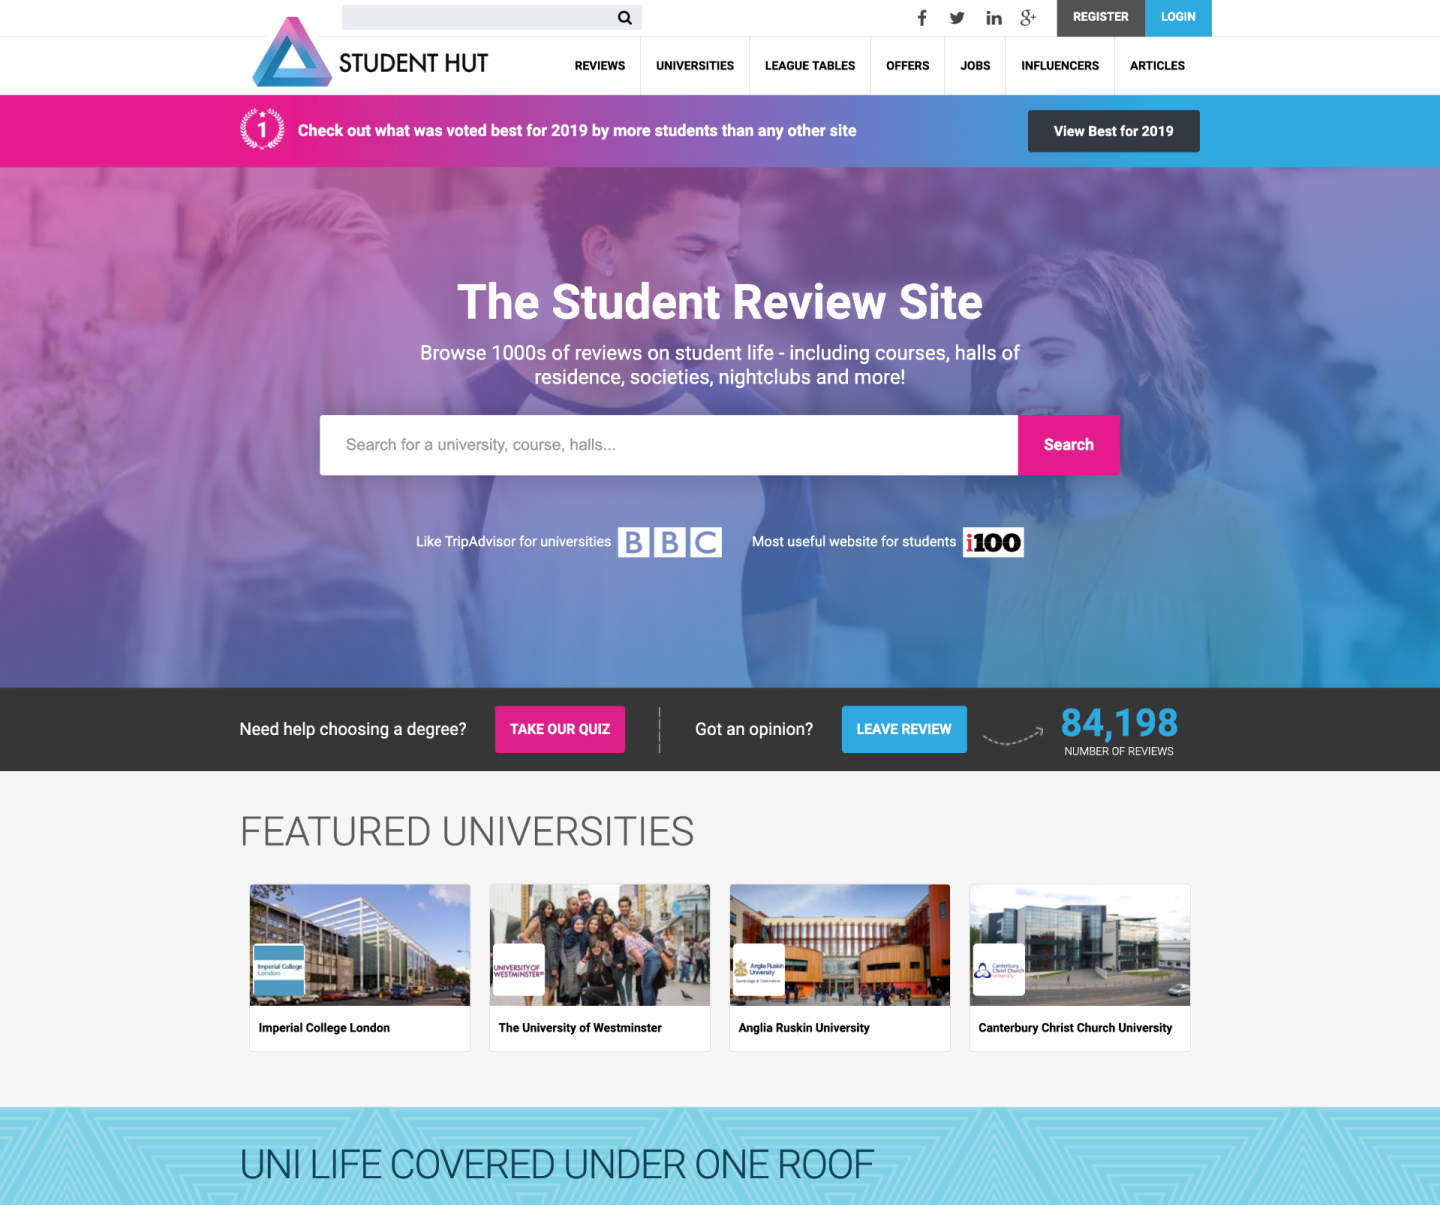 REGISTER
LOGIN
STUDENT HUT
REVIEWS
UNIVERSITIES
LEAGUE TABLES
OFFERS
JOBS
INFLUENCERS
ARTICLES
1
Check out what was voted best for 2019 by more students than any other site
View Best for 2019
The Student Review Site
Browse 1000s of reviews on student life - including courses, halls of
residence, societies, nightclubs and more!
Search for a university, course, halls...
Search
Like TripAdvisor for universities
BBC
Most useful website for students
i100
Need help choosing a degree?
TAKE OUR QUIZ
Got an opinion?
LEAVE REVIEW
84,198
NUMBER OF REVIEWS
FEATURED UNIVERSITIES
Imperial College
London
Imperial College London
UNIVERSITY OF
WESTMINSTER
The University of Westminster
Anglia Ruskin
University
Cambridge & Chelmsford
Anglia Ruskin University
Canterbury
Christ Church
University
Canterbury Christ Church University
UNI LIFE COVERED UNDER ONE ROOF